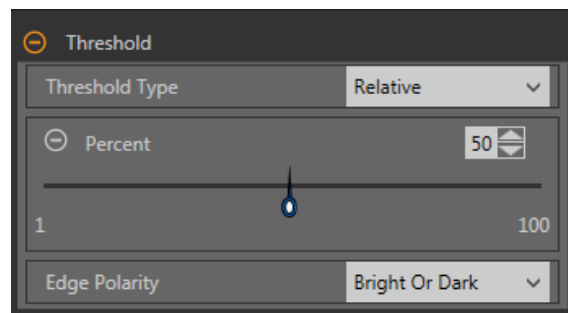 Threshold
Threshold Type Relative
Percent 50
1 100
Edge Polarity Bright Or Dark